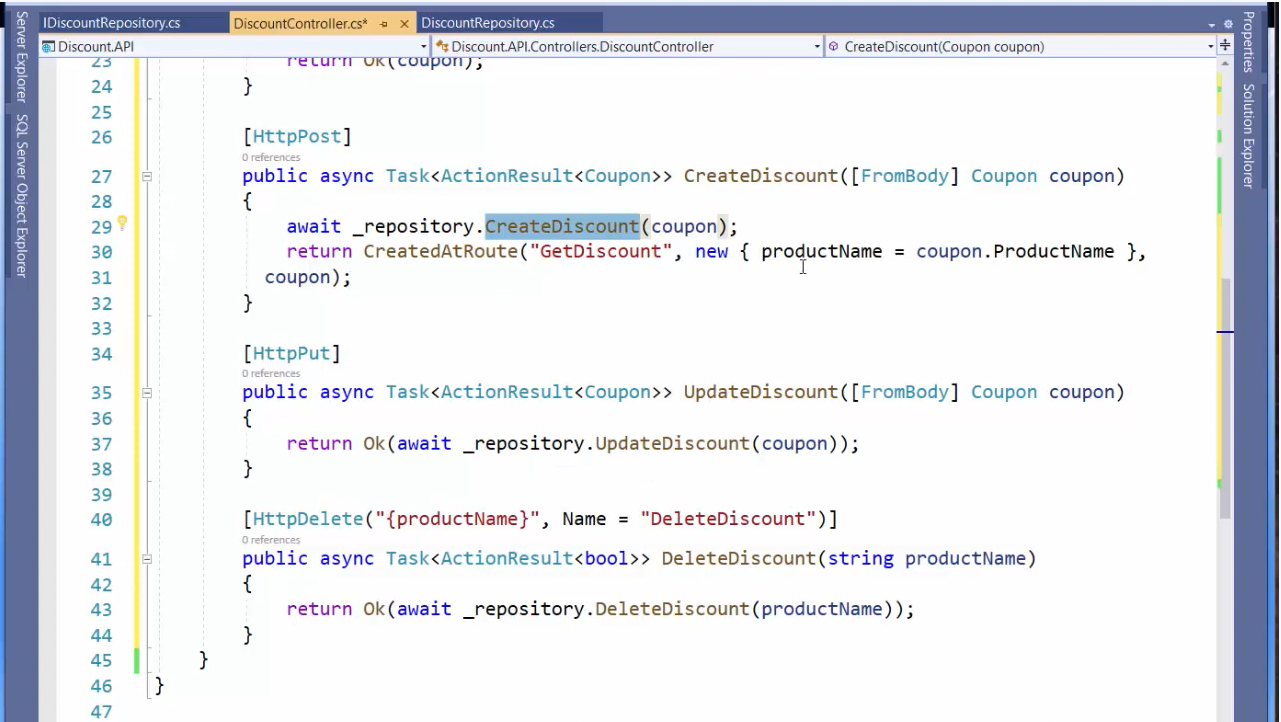 IDiscountRepository.cs
DiscountController.cs*
DiscountRepository.cs
Discount.API
Discount.API.Controllers.DiscountController
CreateDiscount(Coupon coupon)
Server Explorer
SQL Server Object Explorer
Properties
Solution Explorer
23 return Ok(coupon);
24 }
25
26 [HttpPost]
0 references
27 public async Task<ActionResult<Coupon>> CreateDiscount([FromBody] Coupon coupon)
28 {
29 await _repository.CreateDiscount(coupon);
30 return CreatedAtRoute("GetDiscount", new { productName = coupon.ProductName },
31 coupon);
32 }
33
34 [HttpPut]
0 references
35 public async Task<ActionResult<Coupon>> UpdateDiscount([FromBody] Coupon coupon)
36 {
37 return Ok(await _repository.UpdateDiscount(coupon));
38 }
39
40 [HttpDelete("{productName}", Name = "DeleteDiscount")]
0 references
41 public async Task<ActionResult<bool>> DeleteDiscount(string productName)
42 {
43 return Ok(await _repository.DeleteDiscount(productName));
44 }
45 }
46 }
47